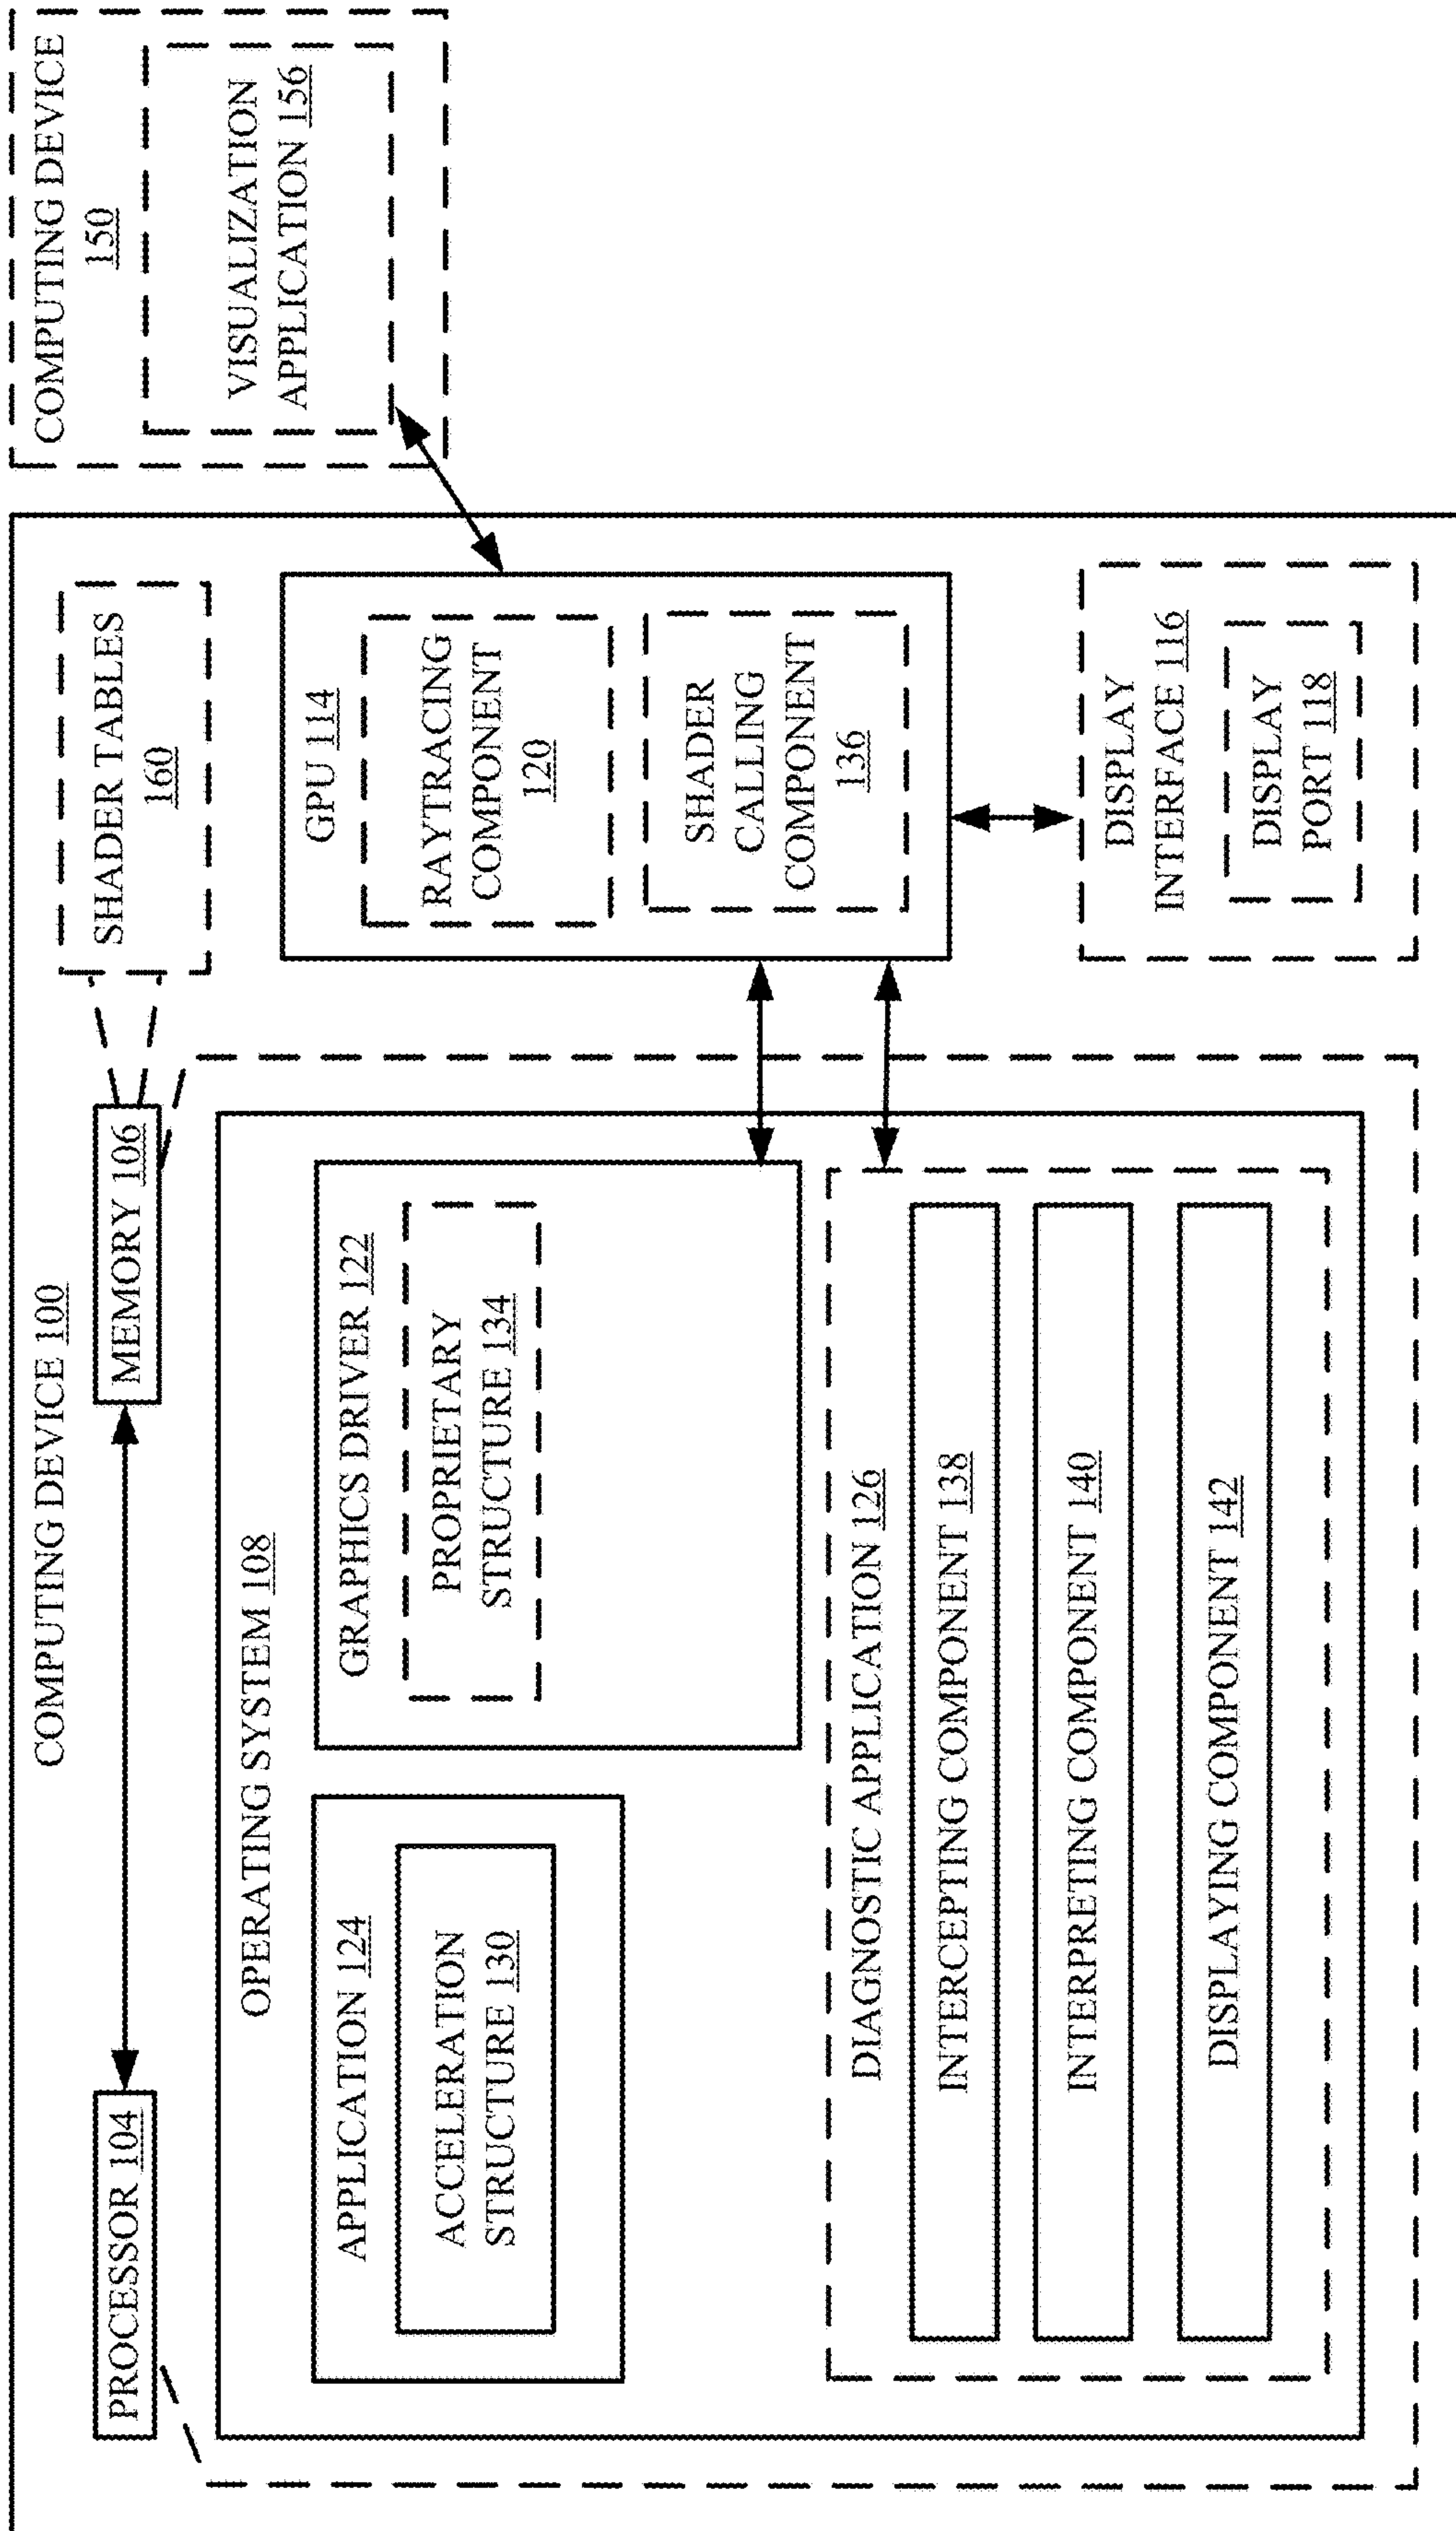 COMPUTING DEVICE 100
PROCESSOR 104
MEMORY 106
SHADER TABLES
160
OPERATING SYSTEM 108
APPLICATION 124
ACCELERATION
STRUCTURE 130
GRAPHICS DRIVER 122
PROPRIETARY
STRUCTURE 134
DIAGNOSTIC APPLICATION 126
INTERCEPTING COMPONENT 138
INTERPRETING COMPONENT 140
DISPLAYING COMPONENT 142
GPU 114
RAYTRACING
COMPONENT
120
SHADER
CALLING
COMPONENT
136
DISPLAY
INTERFACE 116
DISPLAY
PORT 118
COMPUTING DEVICE
150
VISUALIZATION
APPLICATION 156